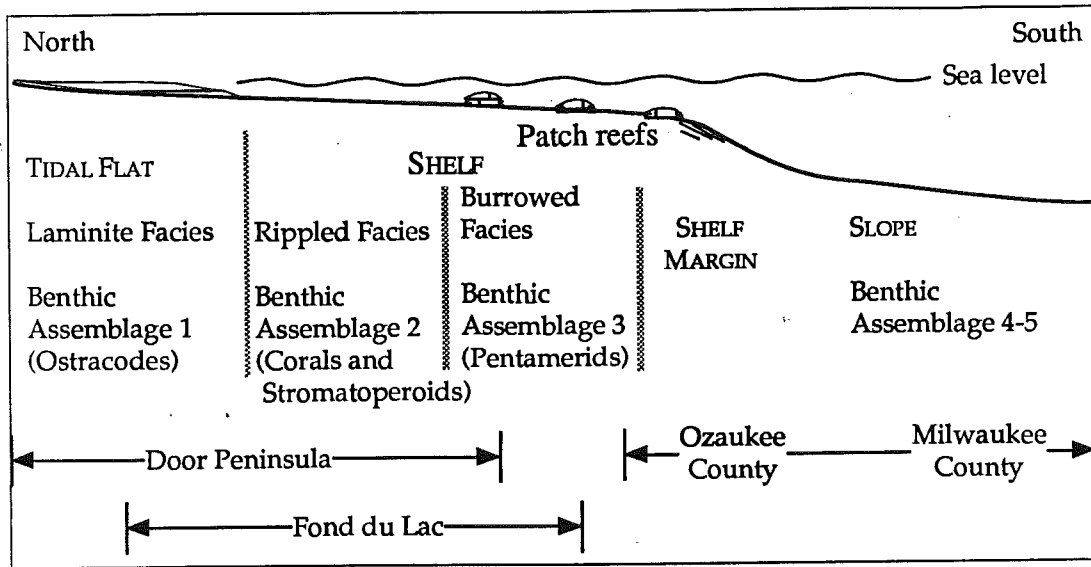 North
South
Sea level
Patch reefs
TIDAL FLAT
SHELF
Laminite Facies
Rippled Facies
Burrowed
Facies
SHELF
MARGIN
SLOPE
Benthic
Assemblage 1
(Ostracodes)
Benthic
Assemblage 2
(Corals and
Stromatoperoids)
Benthic
Assemblage 3
(Pentamerids)
Benthic
Assemblage 4-5
Door Peninsula
Ozaukee
County
Milwaukee
County
Fond du Lac